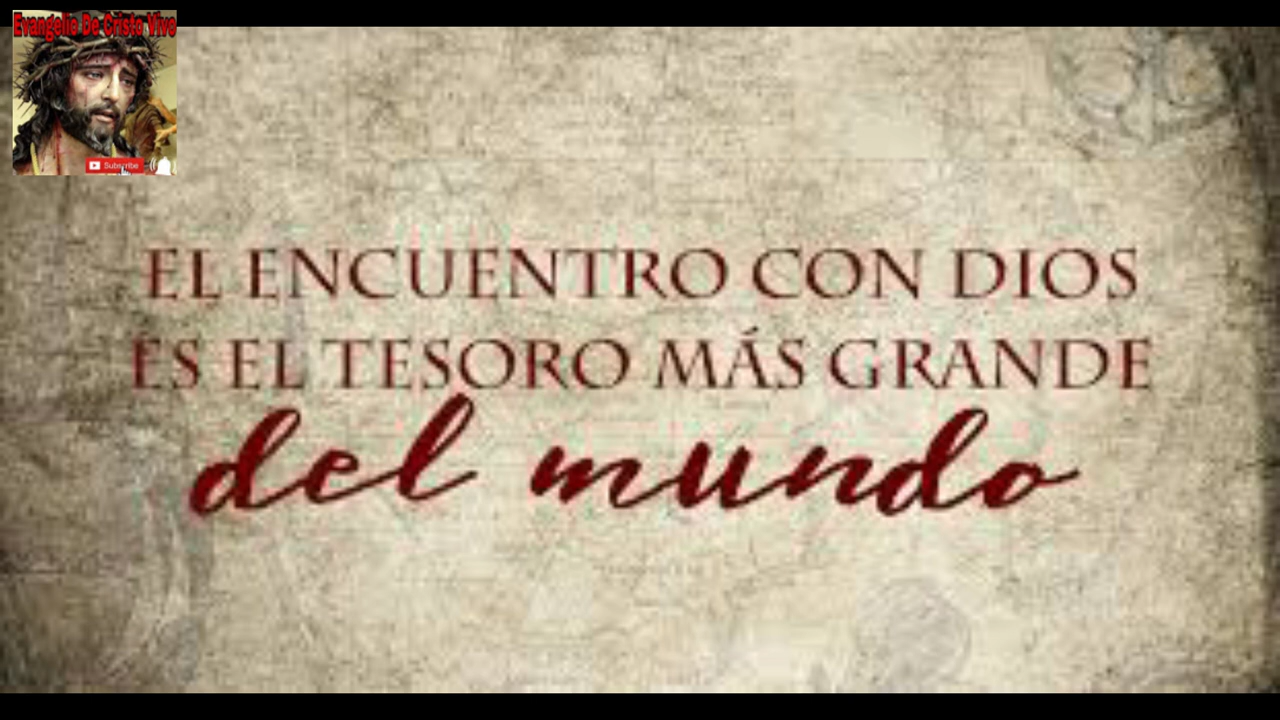 Evangelio De Cristo Vivo
Subscribe
EL ENCUENTRO CON DIOS
ES EL TESORO MÁS GRANDE
del mundo